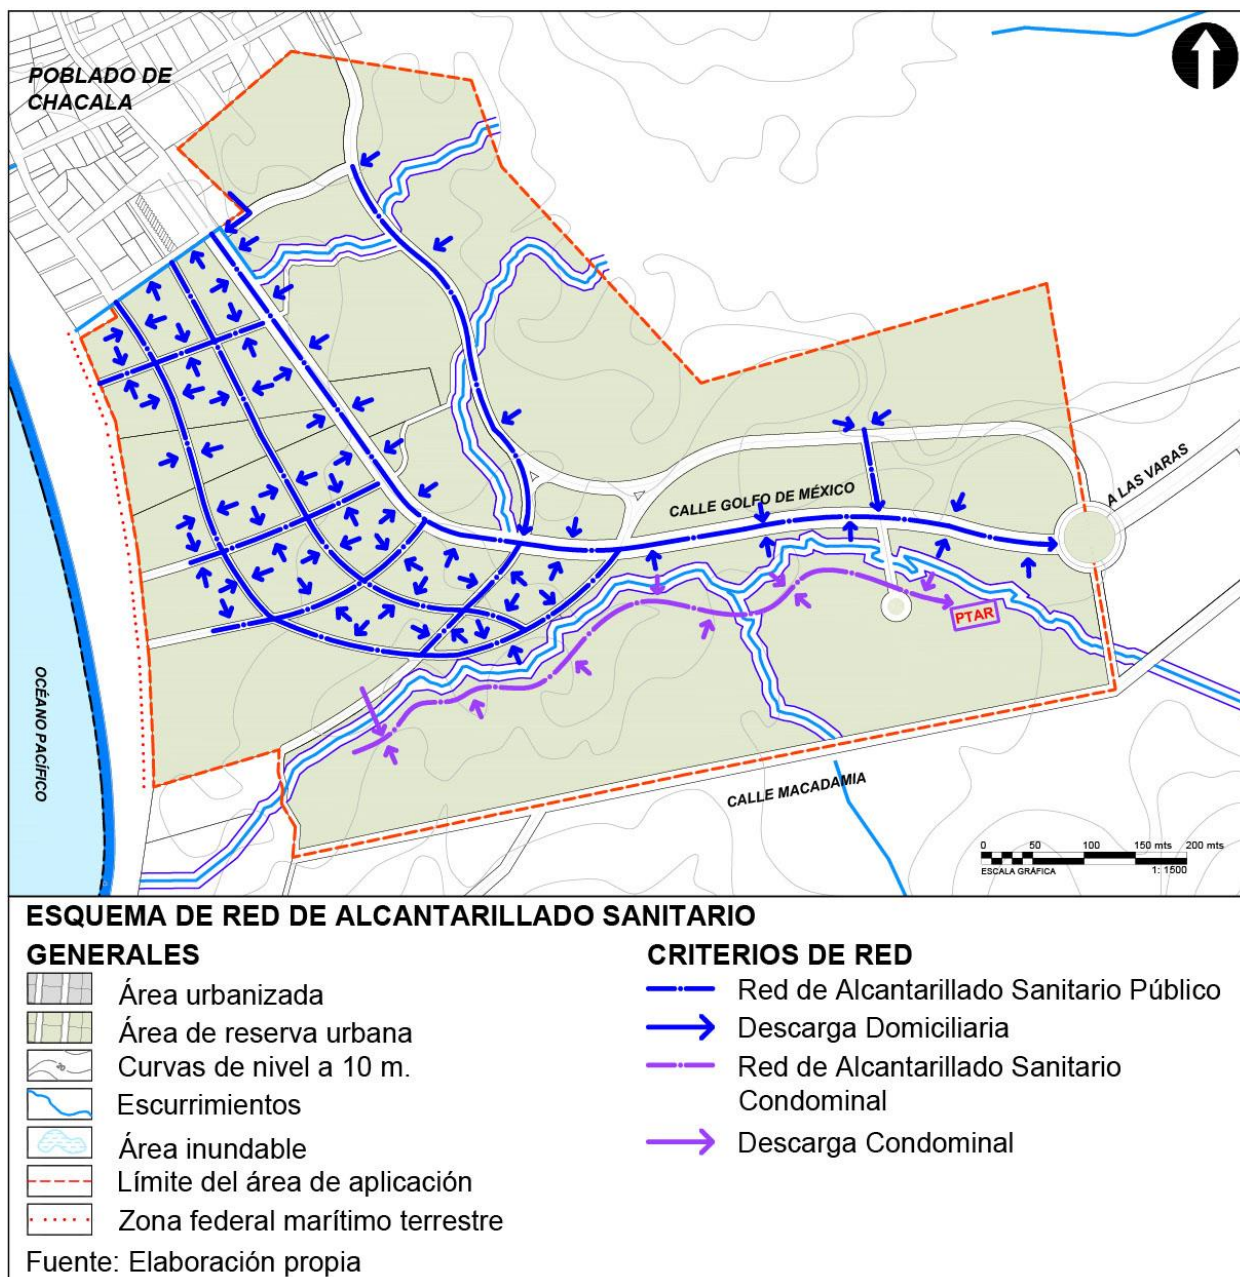 POBLADO DE
CHACALA
A LAS VARAS
CALLE GOLFO DE MÉXICO
PTAR
OCÉANO PACÍFICO
CALLE MACADAMIA
0 50 100 150 mts 200 mts
ESCALA GRÁFICA 1: 1500
ESQUEMA DE RED DE ALCANTARILLADO SANITARIO
GENERALES
Área urbanizada
Área de reserva urbana
20
Curvas de nivel a 10 m.
Escurrimientos
Área inundable
Límite del área de aplicación
Zona federal marítimo terrestre
Fuente: Elaboración propia
CRITERIOS DE RED
Red de Alcantarillado Sanitario Público
Descarga Domiciliaria
Red de Alcantarillado Sanitario
Condominal
Descarga Condominal